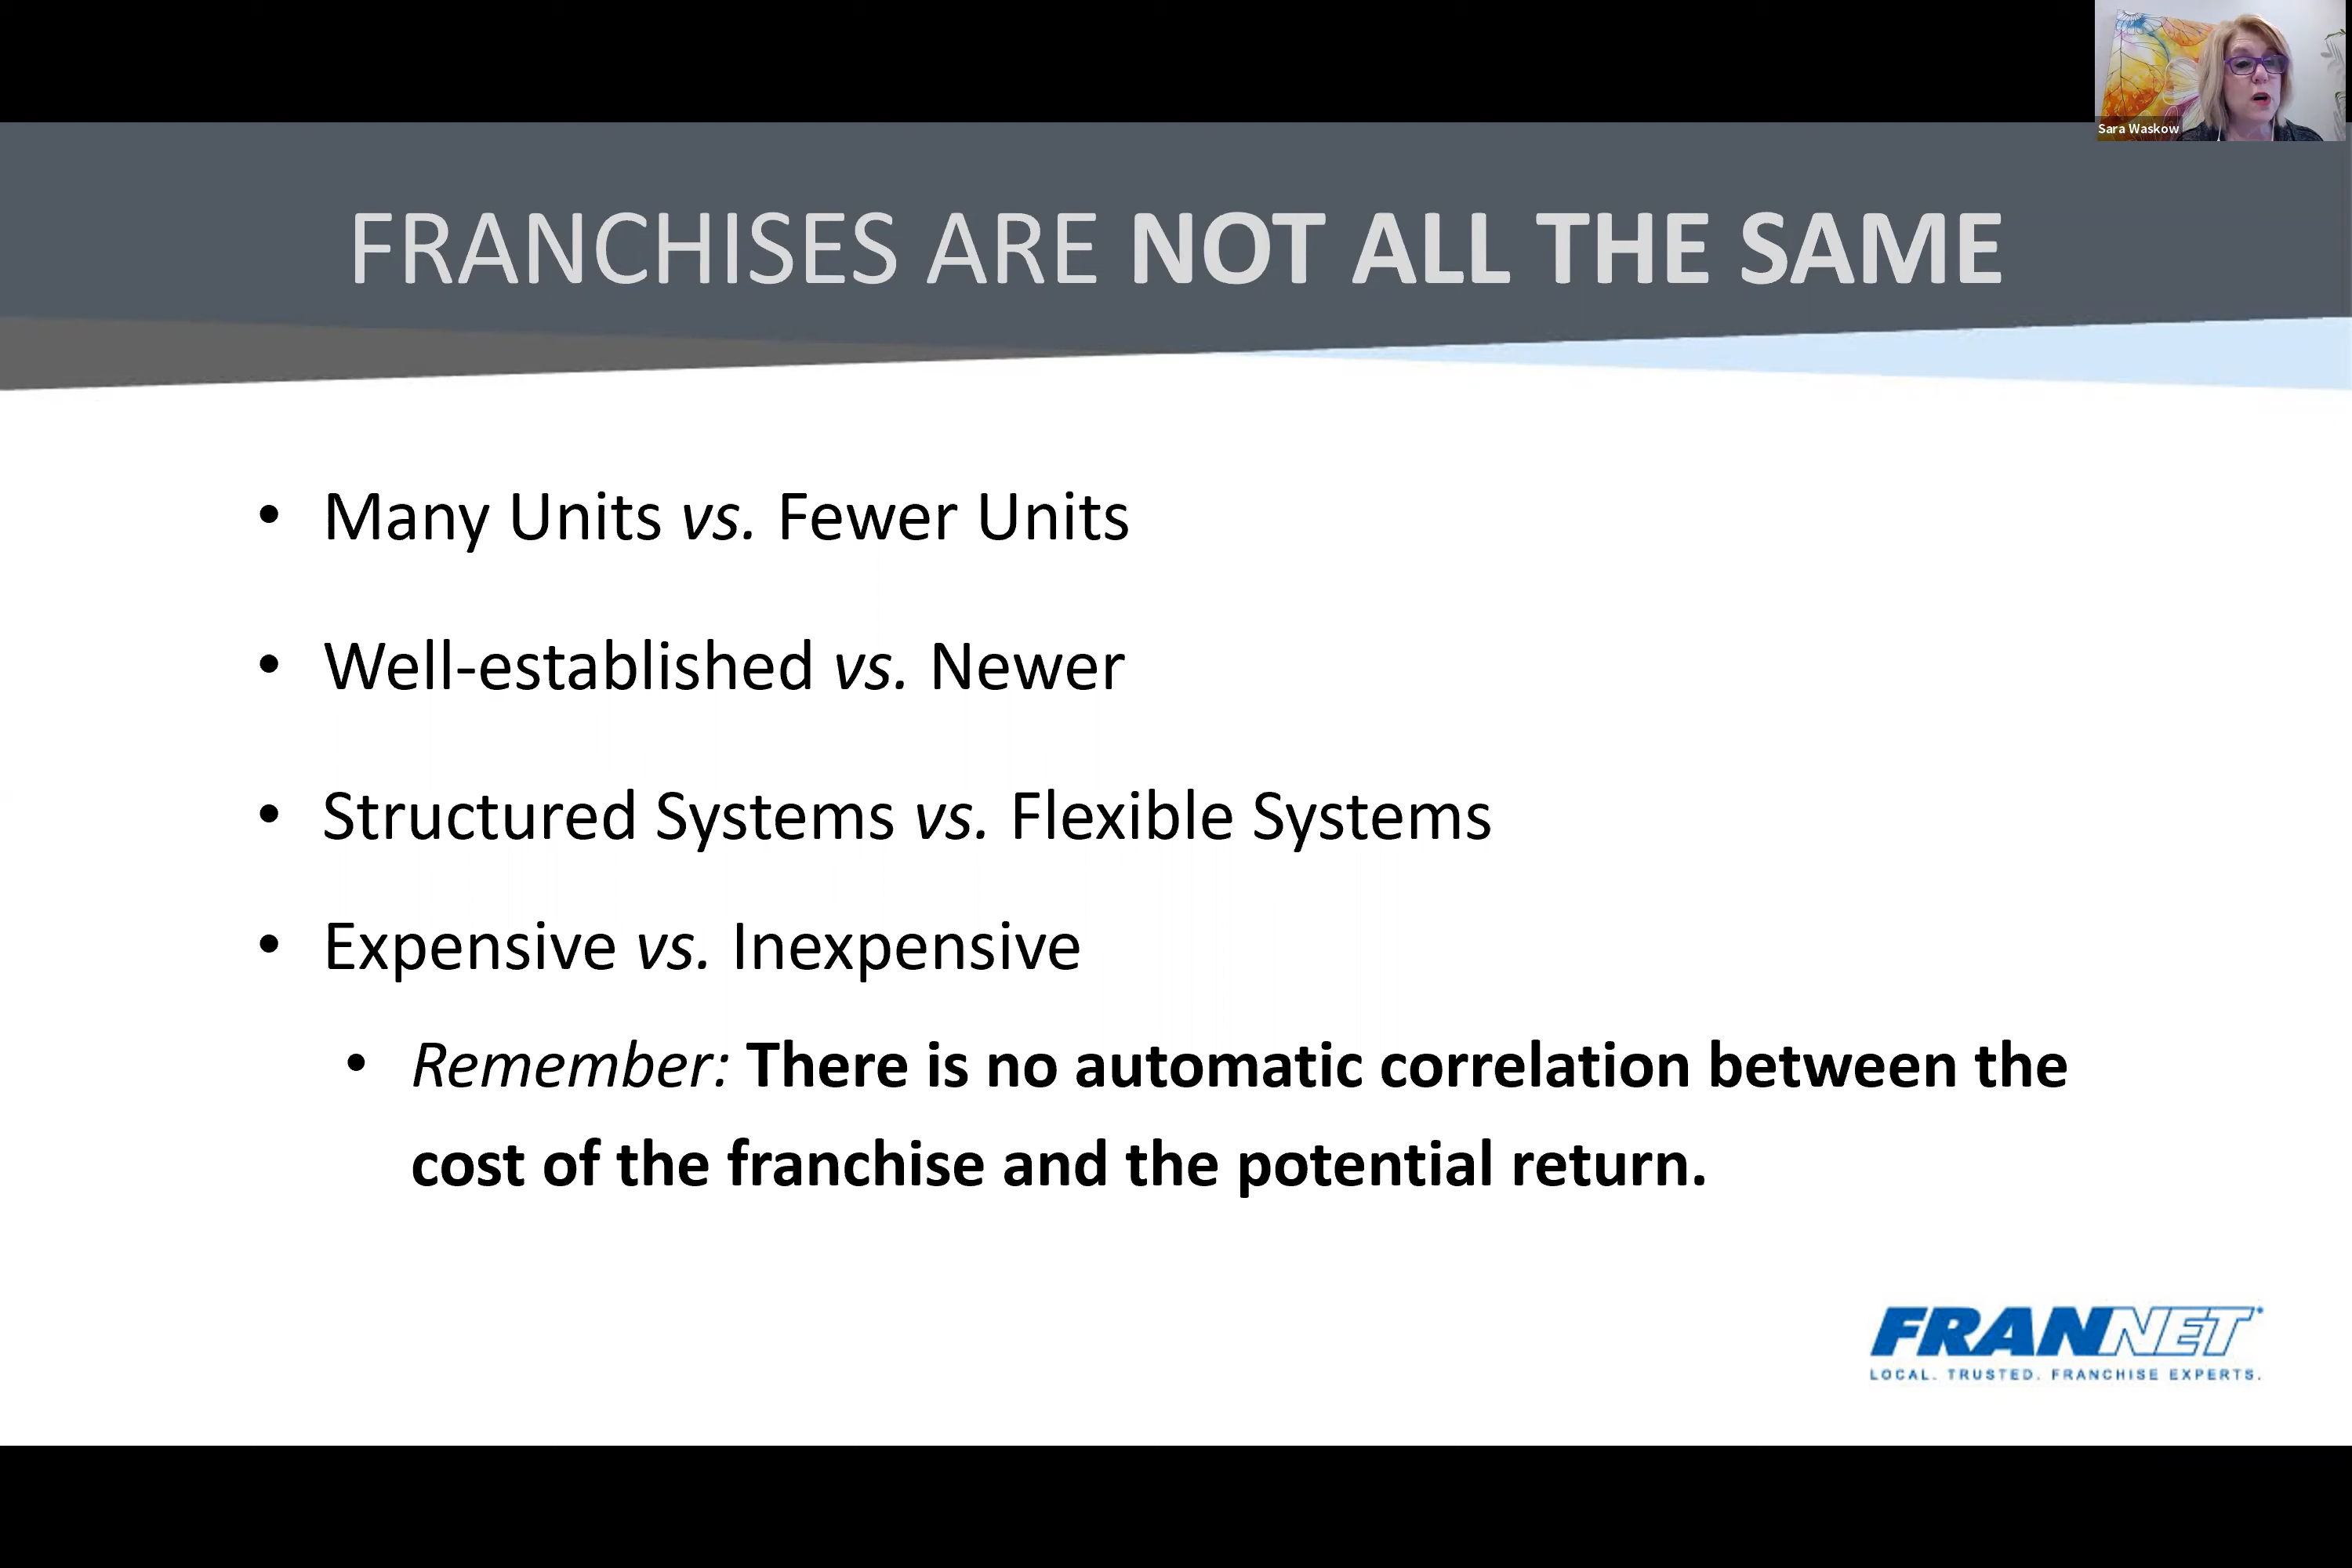 Sara Waskow
FRANCHISES ARE NOT ALL THE SAME
• Many Units vs. Fewer Units
• Well-established vs. Newer
• Structured Systems vs. Flexible Systems
• Expensive vs. Inexpensive
• Remember: There is no automatic correlation between the
cost of the franchise and the potential return.
FRANNET
LOCAL. TRUSTED. FRANCHISE EXPERTS.